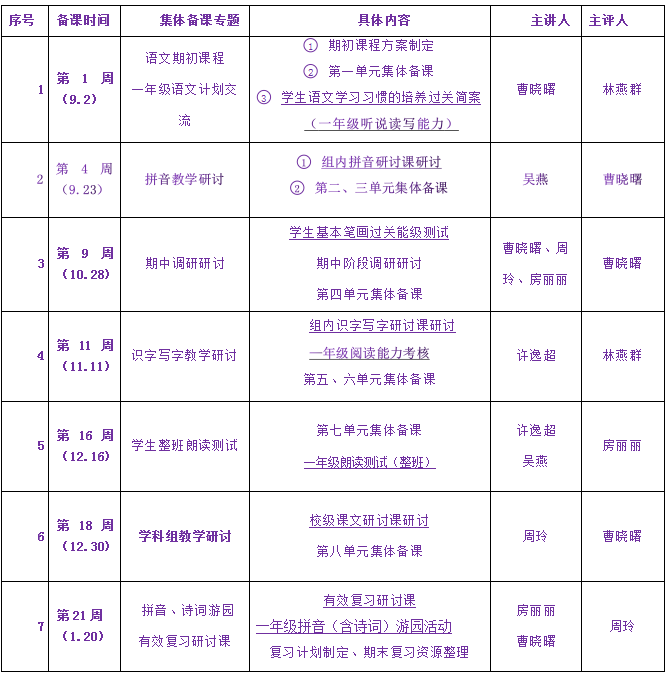 序号 备课时间 集体备课专题 具体内容 主讲人 主评人
1 第 1 周（9.2） 语文期初课程 一年级语文计划交流 ① 期初课程方案制定 曹晓曙 林燕群
② 第一单元集体备课
③ 学生语文学习习惯的培养过关简案
（一年级听说读写能力）
2 第 4 周（9.23） 拼音教学研讨 ① 组内拼音研讨课研讨 吴燕 曹晓曙
② 第二、三单元集体备课
3 第 9 周（10.28） 期中调研研讨 学生基本笔画过关能级测试 曹晓曙、周玲、房丽丽 曹晓曙
期中阶段调研研讨
第四单元集体备课
4 第 11 周（11.11） 识字写字教学研讨 组内识字写字研讨课研讨 许逸超 林燕群
一年级阅读能力考核
第五、六单元集体备课
5 第 16 周（12.16） 学生整班朗读测试 第七单元集体备课 许逸超 吴燕 房丽丽
一年级朗读测试（整班）
6 第 18 周（12.30） 学科组教学研讨 校级课文研讨课研讨 周玲 曹晓曙
第八单元集体备课
7 第21周（1.20） 拼音、诗词游园 有效复习研讨课 有效复习研讨课 房丽丽 曹晓曙 周玲
一年级拼音（含诗词）游园活动
复习计划制定、期末复习资源整理